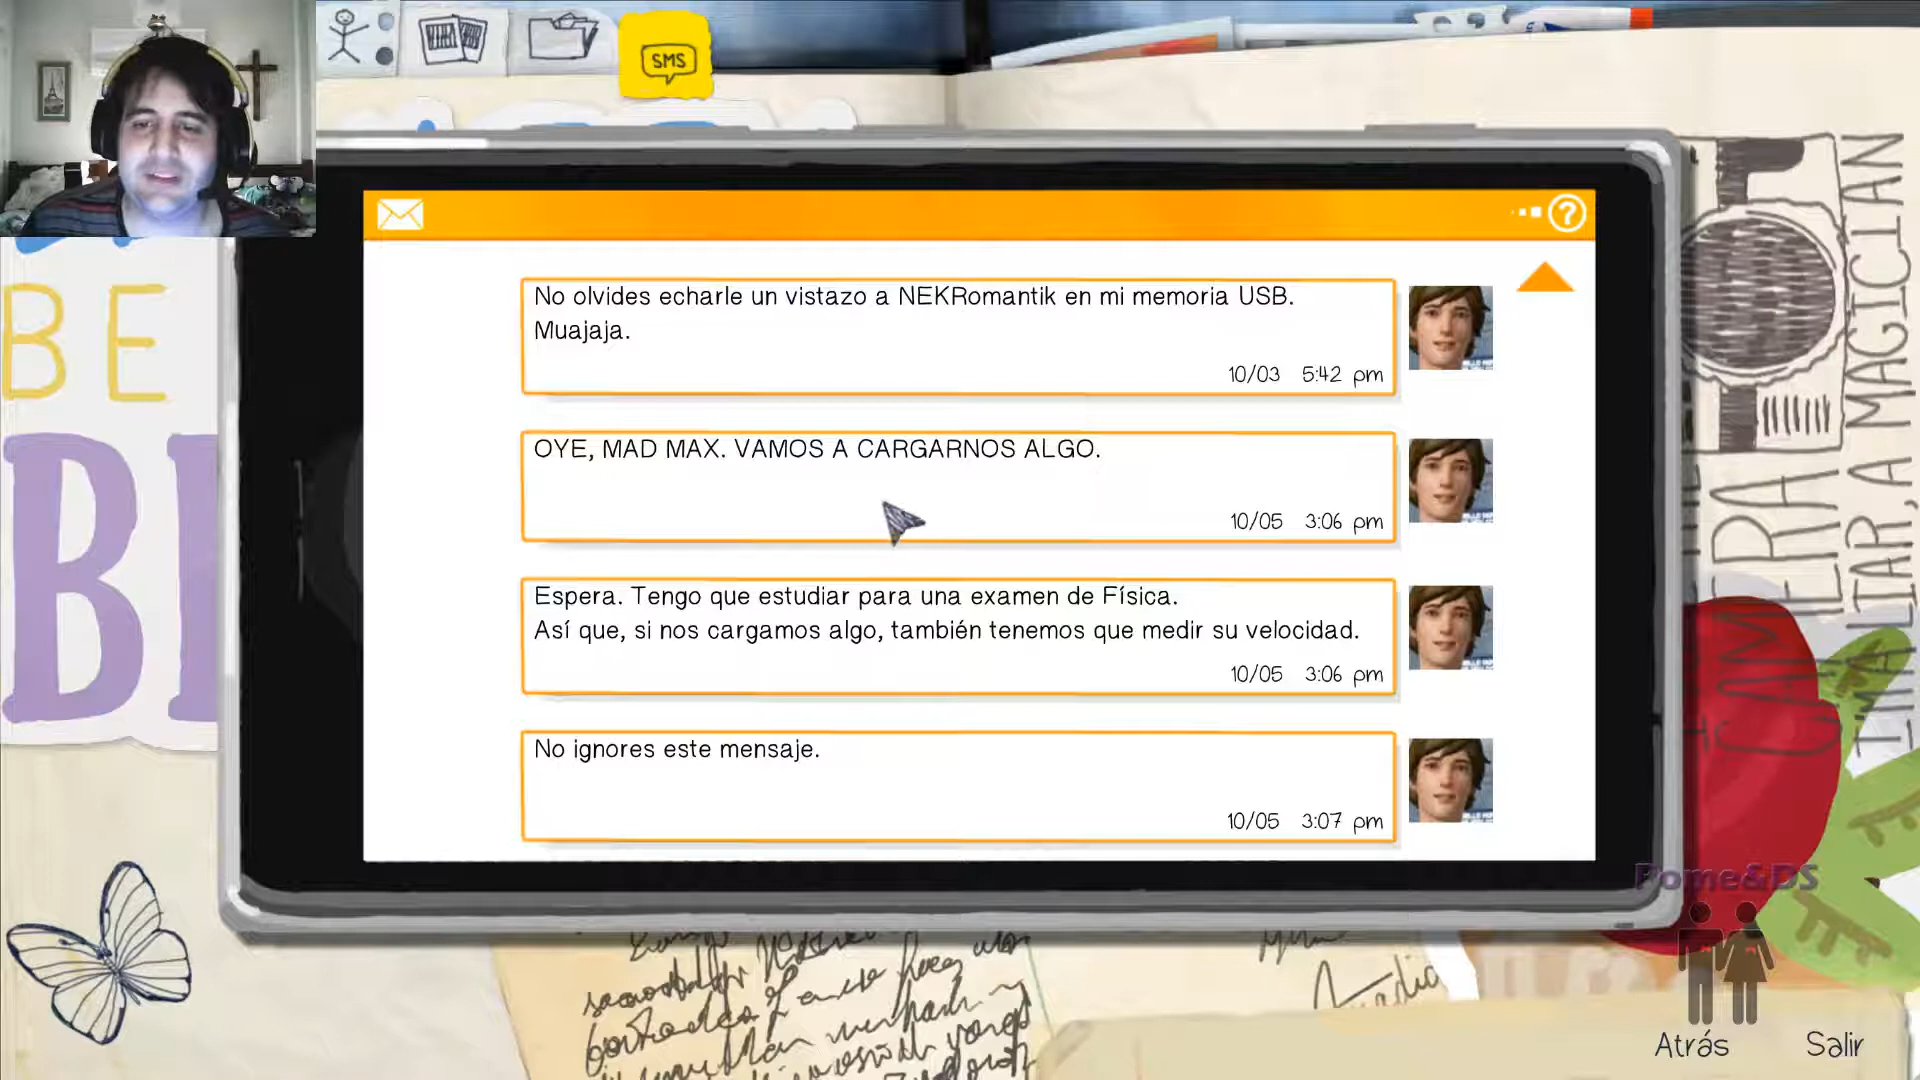 SMS
No olvides echarle un vistazo a NEKRomantik en mi memoria USB.
Muajaja.
10/03 5:42 pm
OYE, MAD MAX. VAMOS A CARGARNOS ALGO.
10/05 3:06 pm
Espera. Tengo que estudiar para una examen de Física.
Así que, si nos cargamos algo, también tenemos que medir su velocidad.
10/05 3:06 pm
No ignores este mensaje.
10/05 3:07 pm
BE
Pome&DS
Atrás
Salir